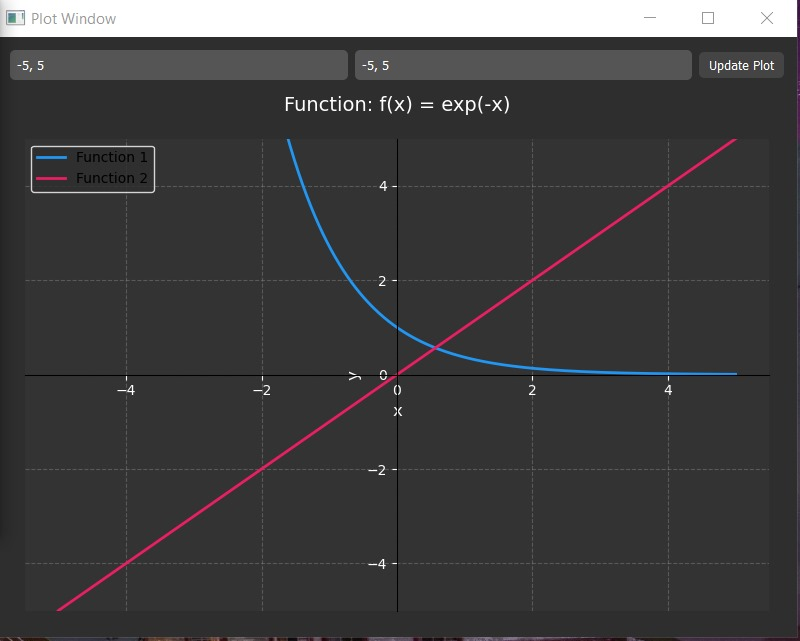 Plot Window
-5, 5
-5, 5
Update Plot
Function: f(x) = exp(-x)
Function 1
Function 2
4
2
y
0
−4
−2
0
2
4
x
−2
−4